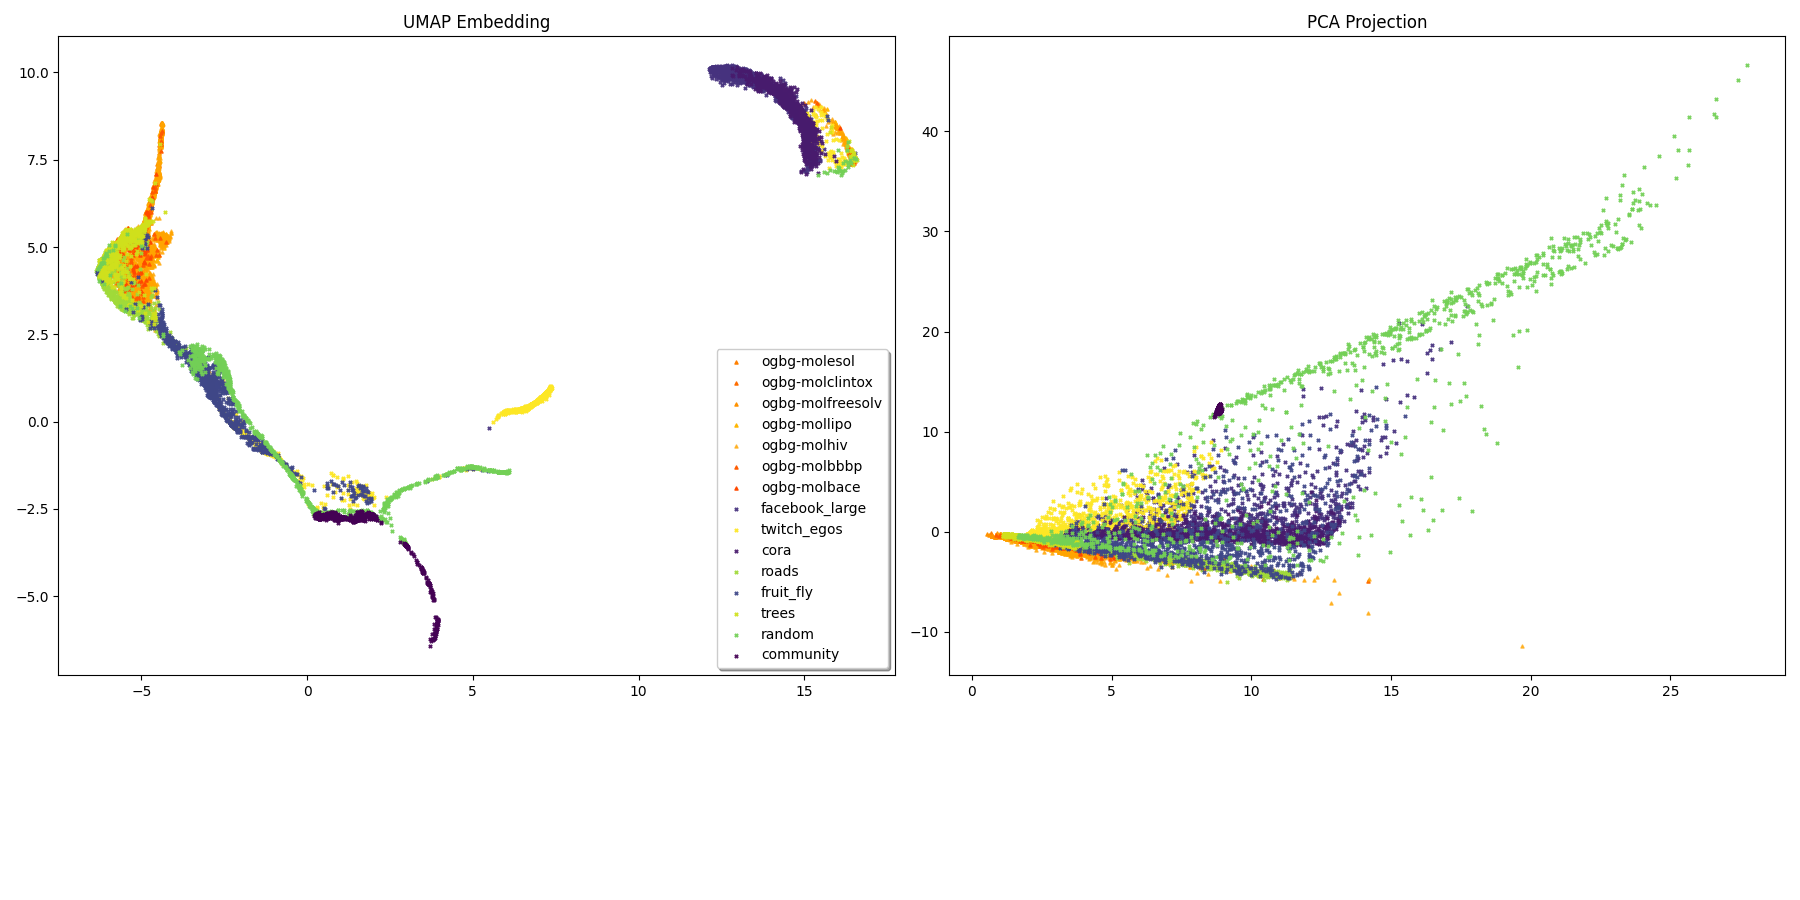 UMAP Embedding
10.0
7.5
5.0
2.5
0.0
−2.5
−5.0
−5
0
5
10
15
ogbg-molesol
ogbg-molclintox
ogbg-molfreesolv
ogbg-mollipo
ogbg-molhiv
ogbg-molbbbp
ogbg-molbace
facebook_large
twitch_egos
cora
roads
fruit_fly
trees
random
community
PCA Projection
40
30
20
10
0
−10
0
5
10
15
20
25